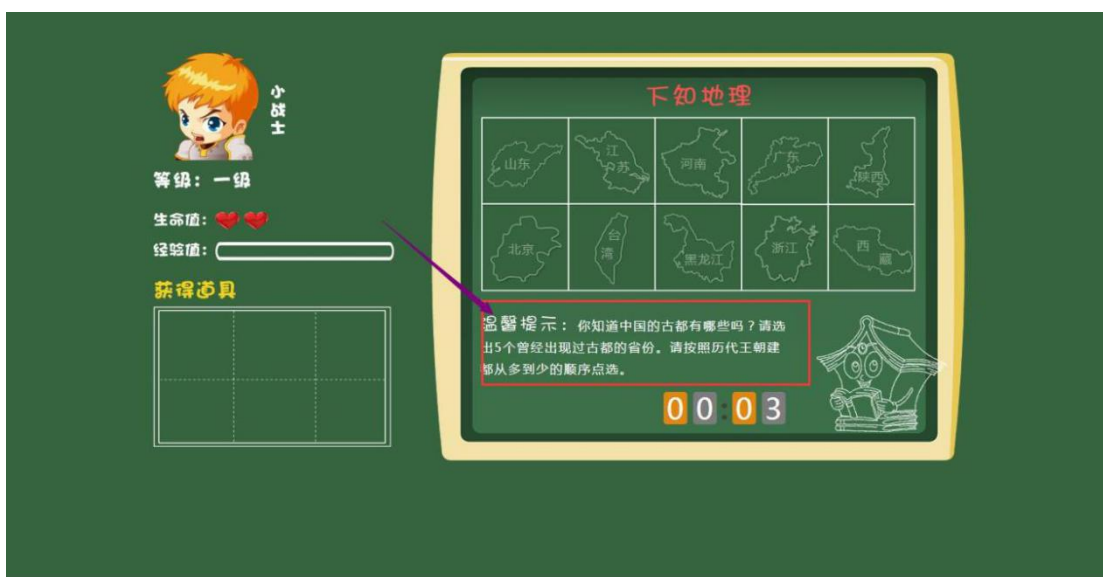 小战士
等级：一级
生命值：
经验值：
获得道具
下知地理
山东
江苏
河南
广东
陕西
北京
台湾
黑龙江
浙江
西藏
温馨提示：你知道中国的古都有哪些吗？请选
出5个曾经出现过古都的省份。请按照历代王朝建
都从多到少的顺序点选。
00:03